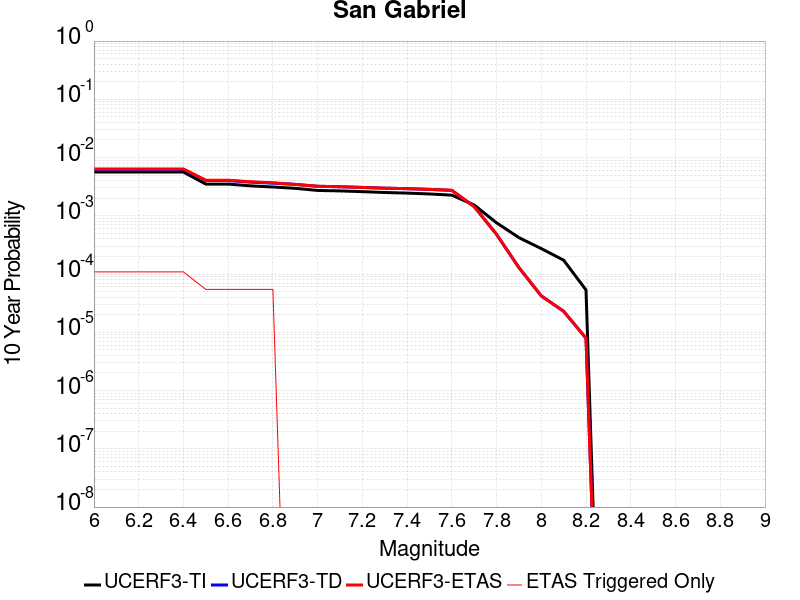 San Gabriel
10^0
10^-1
10^-2
10^-3
10^-4
10^-5
10^-6
10^-7
10^-8
10 Year Probability
6 6.2 6.4 6.6 6.8 7 7.2 7.4 7.6 7.8 8 8.2 8.4 8.6 8.8 9
Magnitude
UCERF3-TI UCERF3-TD UCERF3-ETAS ETAS Triggered Only